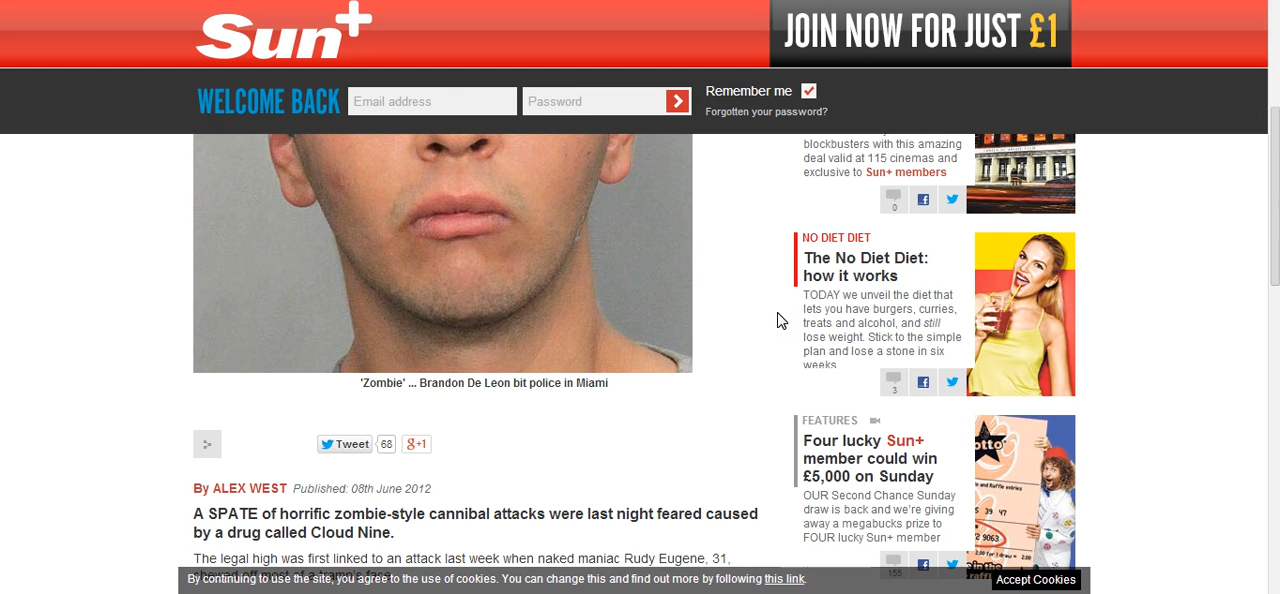 Sun+
JOIN NOW FOR JUST £1
WELCOME BACK
Email address
Password
Remember me
Forgotten your password?
'Zombie' ... Brandon De Leon bit police in Miami
Tweet
68
g+1
By ALEX WEST Published: 06th June 2012
A SPATE of horrific zombie-style cannibal attacks were last night feared caused
by a drug called Cloud Nine.
The legal high was first linked to an attack last week when naked maniac Rudy Eugene, 31,
blockbusters with this amazing
deal valid at 115 cinemas and
exclusive to Sun+ members
0
NO DIET DIET
The No Diet Diet:
how it works
TODAY we unveil the diet that
lets you have burgers, curries,
treats and alcohol, and still
lose weight. Stick to the simple
plan and lose a stone in six
weeks
3
FEATURES
Four lucky Sun+
member could win
£5,000 on Sunday
OUR Second Chance Sunday
draw is back and we're giving
away a megabucks prize to
FOUR lucky Sun+ member
155
By continuing to use the site, you agree to the use of cookies. You can change this and find out more by following this link.
Accept Cookies